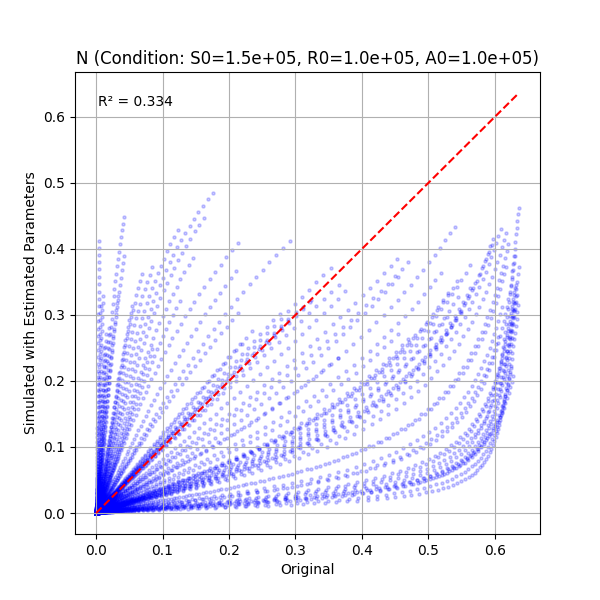 N (Condition: S0=1.5e+05, R0=1.0e+05, A0=1.0e+05)
R² = 0.334
0.6
0.5
0.4
0.3
0.2
0.1
0.0
Simulated with Estimated Parameters
0.0 0.1 0.2 0.3 0.4 0.5 0.6
Original